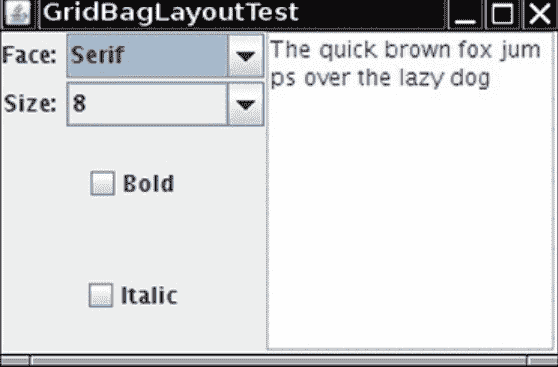 GridBagLayoutTest
Face: Serif
Size: 8
Bold
Italic
The quick brown fox jum
ps over the lazy dog